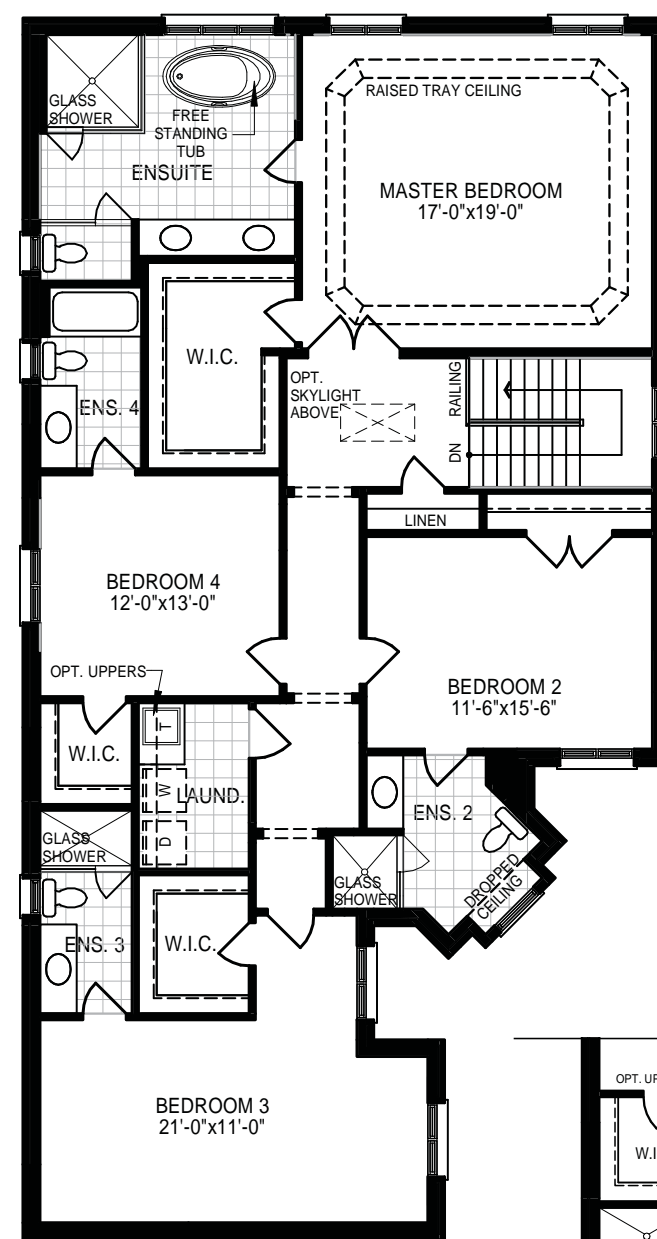 GLASS
SHOWER
FREE
STANDING
TUB
ENSUITE
RAISED TRAY CEILING
MASTER BEDROOM
17'-0"x19'-0"
W.I.C.
OPT.
SKYLIGHT
ABOVE
RAILING
DN
ENS. 4
LINEN
BEDROOM 4
12'-0"x13'-0"
OPT. UPPERS
BEDROOM 2
11'-6"x15'-6"
W.I.C.
T
W
D
LAUND.
ENS. 2
GLASS
SHOWER
GLASS
SHOWER
DROPPED
CEILING
ENS. 3
W.I.C.
BEDROOM 3
21'-0"x11'-0"
OPT. UP
W.I